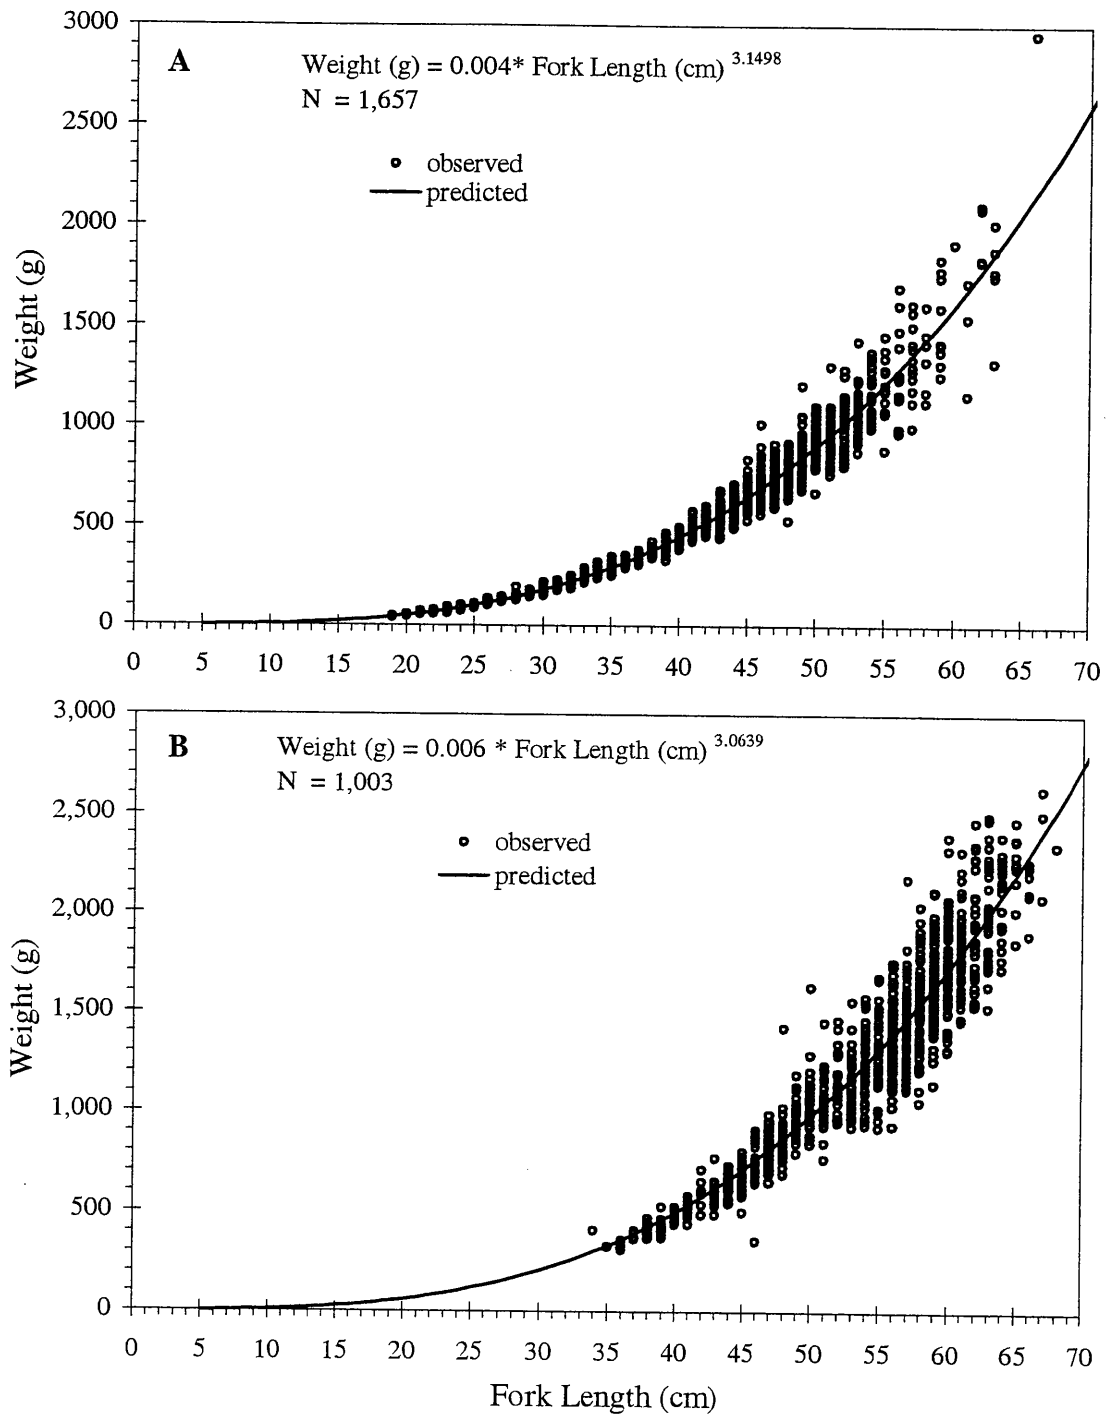 3000
A
Weight (g) = 0.004* Fork Length (cm) 3.1498
N = 1,657
2500
observed
predicted
2000
Weight (g)
1500
1000
500
0
0 5 10 15 20 25 30 35 40 45 50 55 60 65 70
3,000
B
Weight (g) = 0.006 * Fork Length (cm) 3.0639
N = 1,003
2,500
observed
predicted
2,000
Weight (g)
1,500
1,000
500
0
0 5 10 15 20 25 30 35 40 45 50 55 60 65 70
Fork Length (cm)